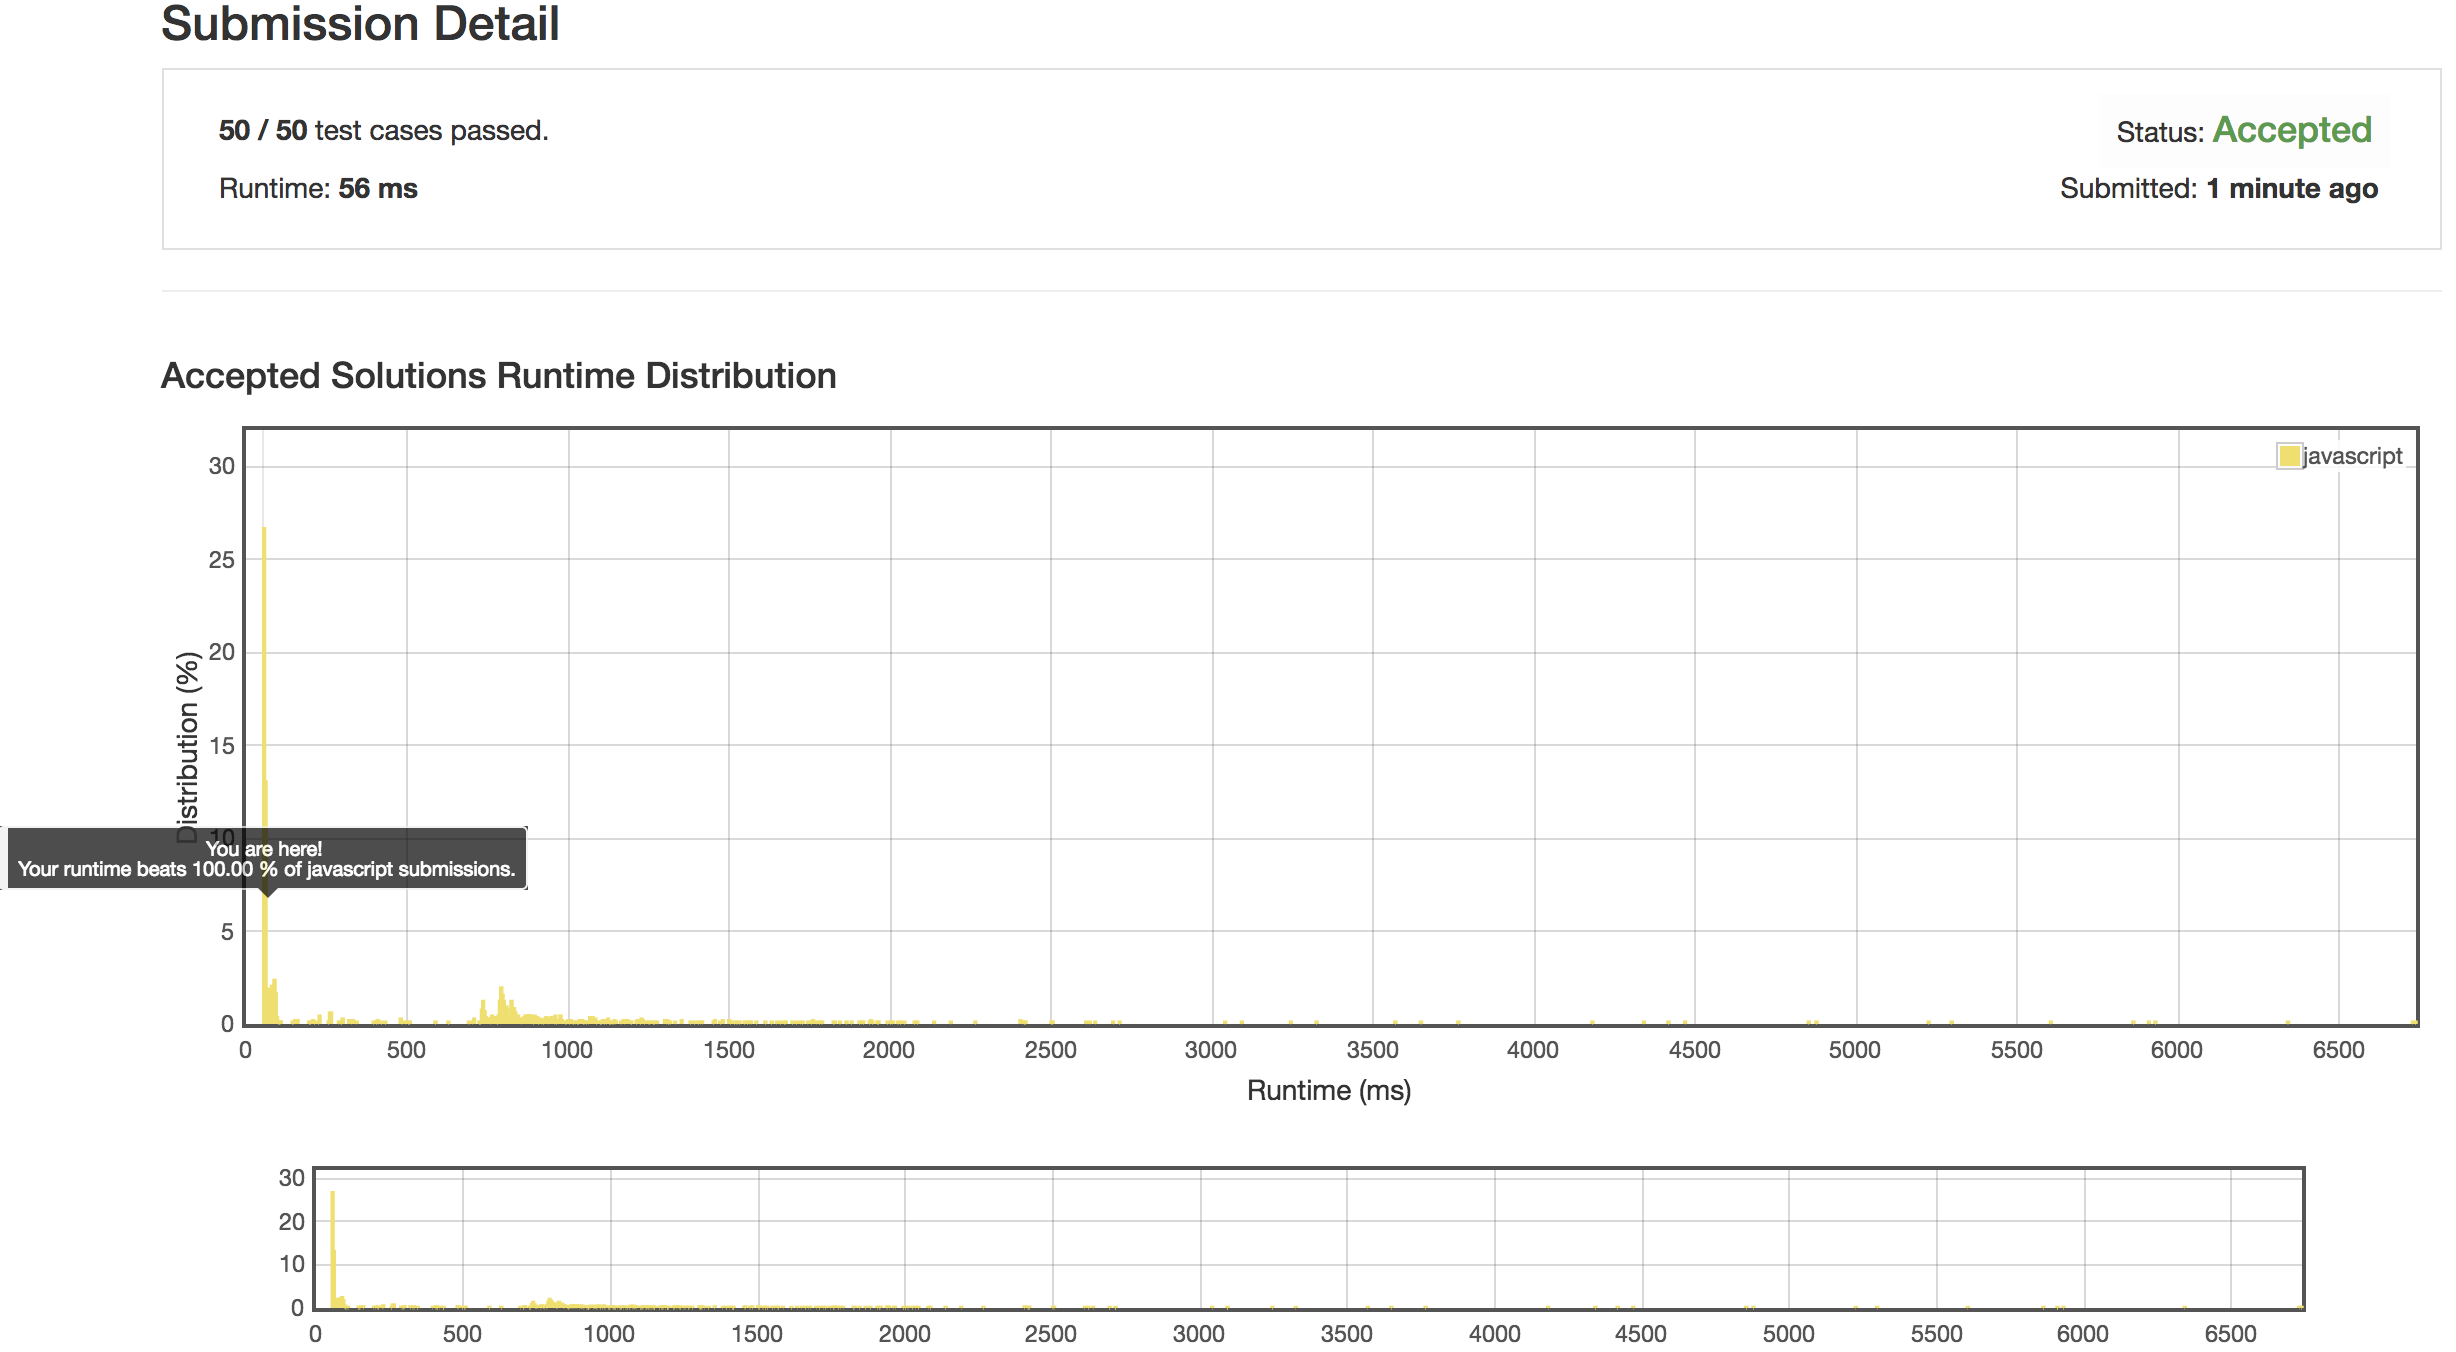 Submission Detail
50 / 50 test cases passed.
Status: Accepted
Runtime: 56 ms
Submitted: 1 minute ago
Accepted Solutions Runtime Distribution
javascript
Distribution (%)
30
25
20
15
10
5
0
You are here!
Your runtime beats 100.00 % of javascript submissions.
0 500 1000 1500 2000 2500 3000 3500 4000 4500 5000 5500 6000 6500
Runtime (ms)
30
20
10
0
0 500 1000 1500 2000 2500 3000 3500 4000 4500 5000 5500 6000 6500